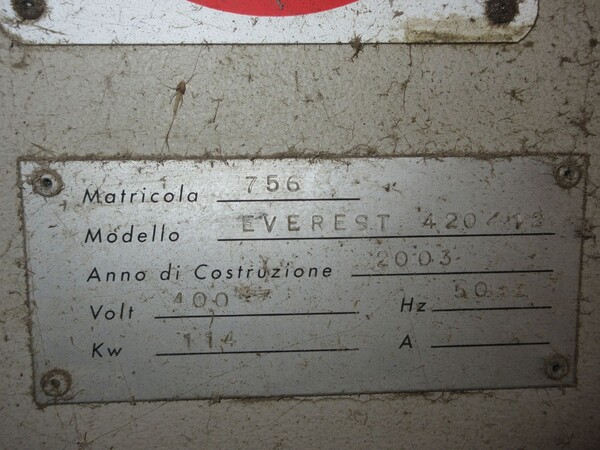 Matricola 756
Modello EVEREST 420/
Anno di Costruzione 2003
Volt 400
Hz 50
Kw 114
A